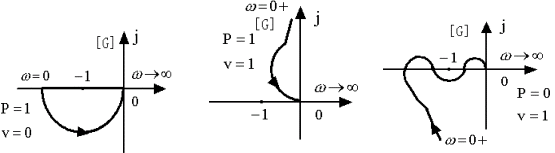 [G] j
ω=0 −1 ω→∞
0
P=1
v=0
ω=0+
[G] j
P=1
v=1
ω→∞
−1 0
[G] j
−1 ω→∞
0
P=0
v=1
ω=0+